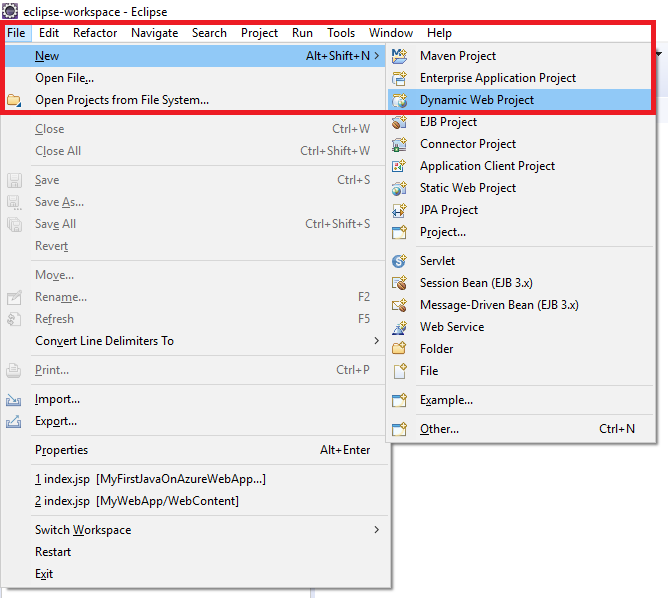 eclipse-workspace - Eclipse
File Edit Refactor Navigate Search Project Run Tools Window Help
New Alt+Shift+N >
Open File...
Open Projects from File System...
Close Ctrl+W
Close All Ctrl+Shift+W
Save Ctrl+S
Save As...
Save All Ctrl+Shift+S
Revert
Move...
Rename... F2
Refresh F5
Convert Line Delimiters To >
Print... Ctrl+P
Import...
Export...
Properties Alt+Enter
1 index.jsp [MyFirstJavaOnAzureWebApp...]
2 index.jsp [MyWebApp/WebContent]
Switch Workspace >
Restart
Exit
Maven Project
Enterprise Application Project
Dynamic Web Project
EJB Project
Connector Project
Application Client Project
Static Web Project
JPA Project
Project...
Servlet
Session Bean (EJB 3.x)
Message-Driven Bean (EJB 3.x)
Web Service
Folder
File
Example...
Other... Ctrl+N